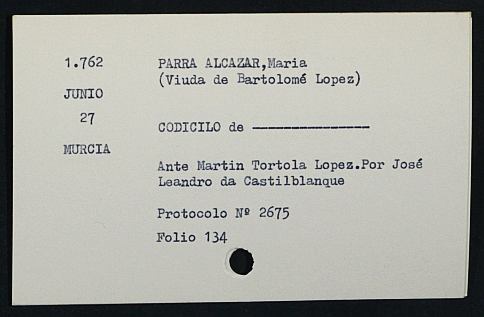 1.762
JUNIO
27
MURCIA
PARRA ALCAZAR,Maria
(Viuda de Bartolomé Lopez)
CODICILO de ---------------
Ante Martin Tortola Lopez.Por José
Leandro da Castilblanque
Protocolo Nº 2675
Folio 134